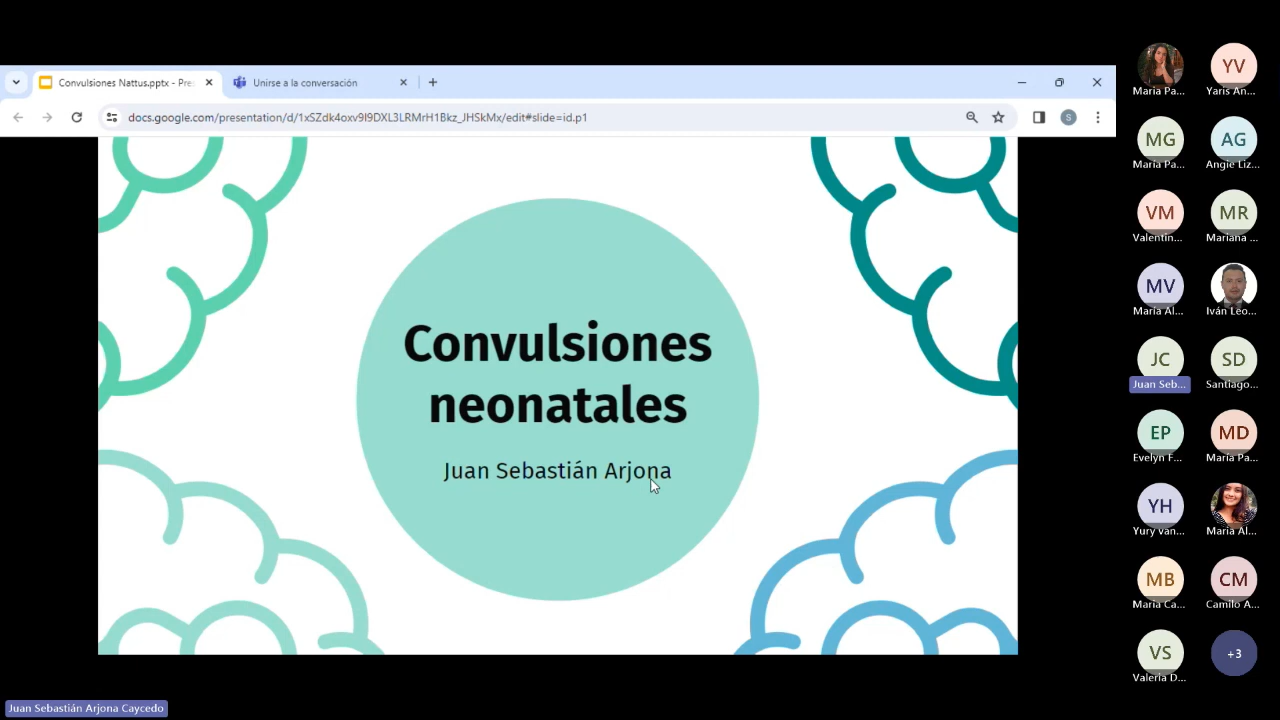 Convulsiones Nattus.pptx - Pre
Unirse a la conversación
docs.google.com/presentation/d/1xSZdk4oxv9I9DXL3LRMrH1Bkz_JHSkMx/edit#slide=id.p1
S
Convulsiones
neonatales
Juan Sebastián Arjona
Maria Pa...
YV
Yaris An...
MG
Maria Pa...
AG
Angie Liz...
VM
Valentin...
MR
Mariana ...
MV
María Al...
Iván Leo...
JC
Juan Seb...
SD
Santiago...
EP
Evelyn F...
MD
María Pa...
YH
Yury van...
Maria Al...
MB
Maria Ca...
CM
Camilo A...
VS
Valeria D...
+3
Juan Sebastián Arjona Caycedo